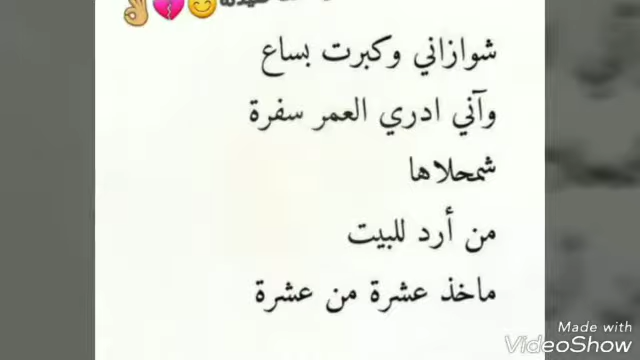 شوازاني وكبرت بساع
وآني ادري العمر سفرة
شمحلاها
من أرد للبيت
ماخذ عشرة من عشرة
Made with
VideoShow